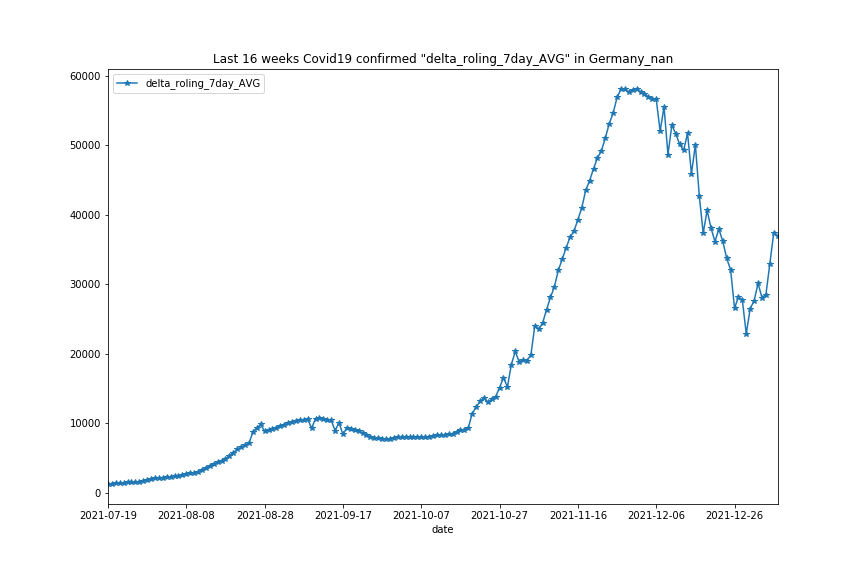 Last 16 weeks Covid19 confirmed "delta_roling_7day_AVG" in Germany_nan
delta_roling_7day_AVG
60000
50000
40000
30000
20000
10000
0
2021-07-19 2021-08-08 2021-08-28 2021-09-17 2021-10-07 2021-10-27 2021-11-16 2021-12-06 2021-12-26
date